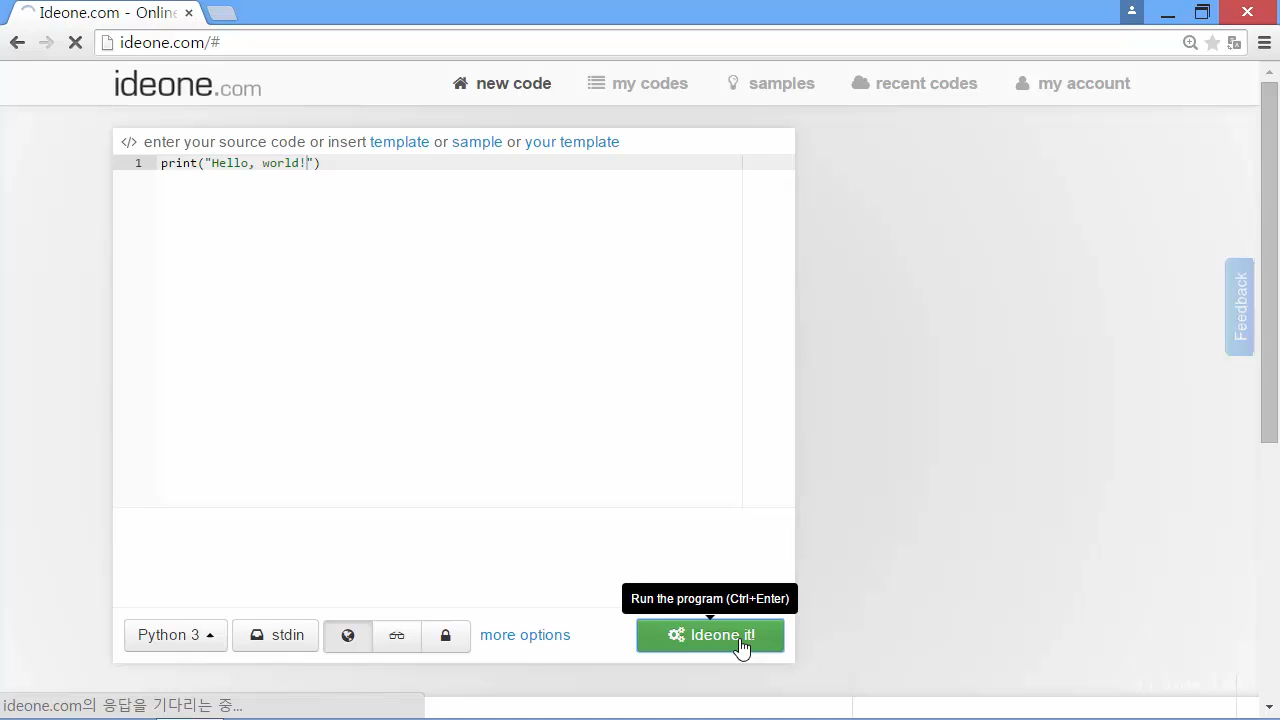 Ideone.com - Online
ideone.com/#
ideone.com
new code
my codes
samples
recent codes
my account
</> enter your source code or insert template or sample or your template
1 print("Hello, world!")
Feedback
Run the program (Ctrl+Enter)
Python 3
stdin
more options
Ideone it!
ideone.com의 응답을 기다리는 중...